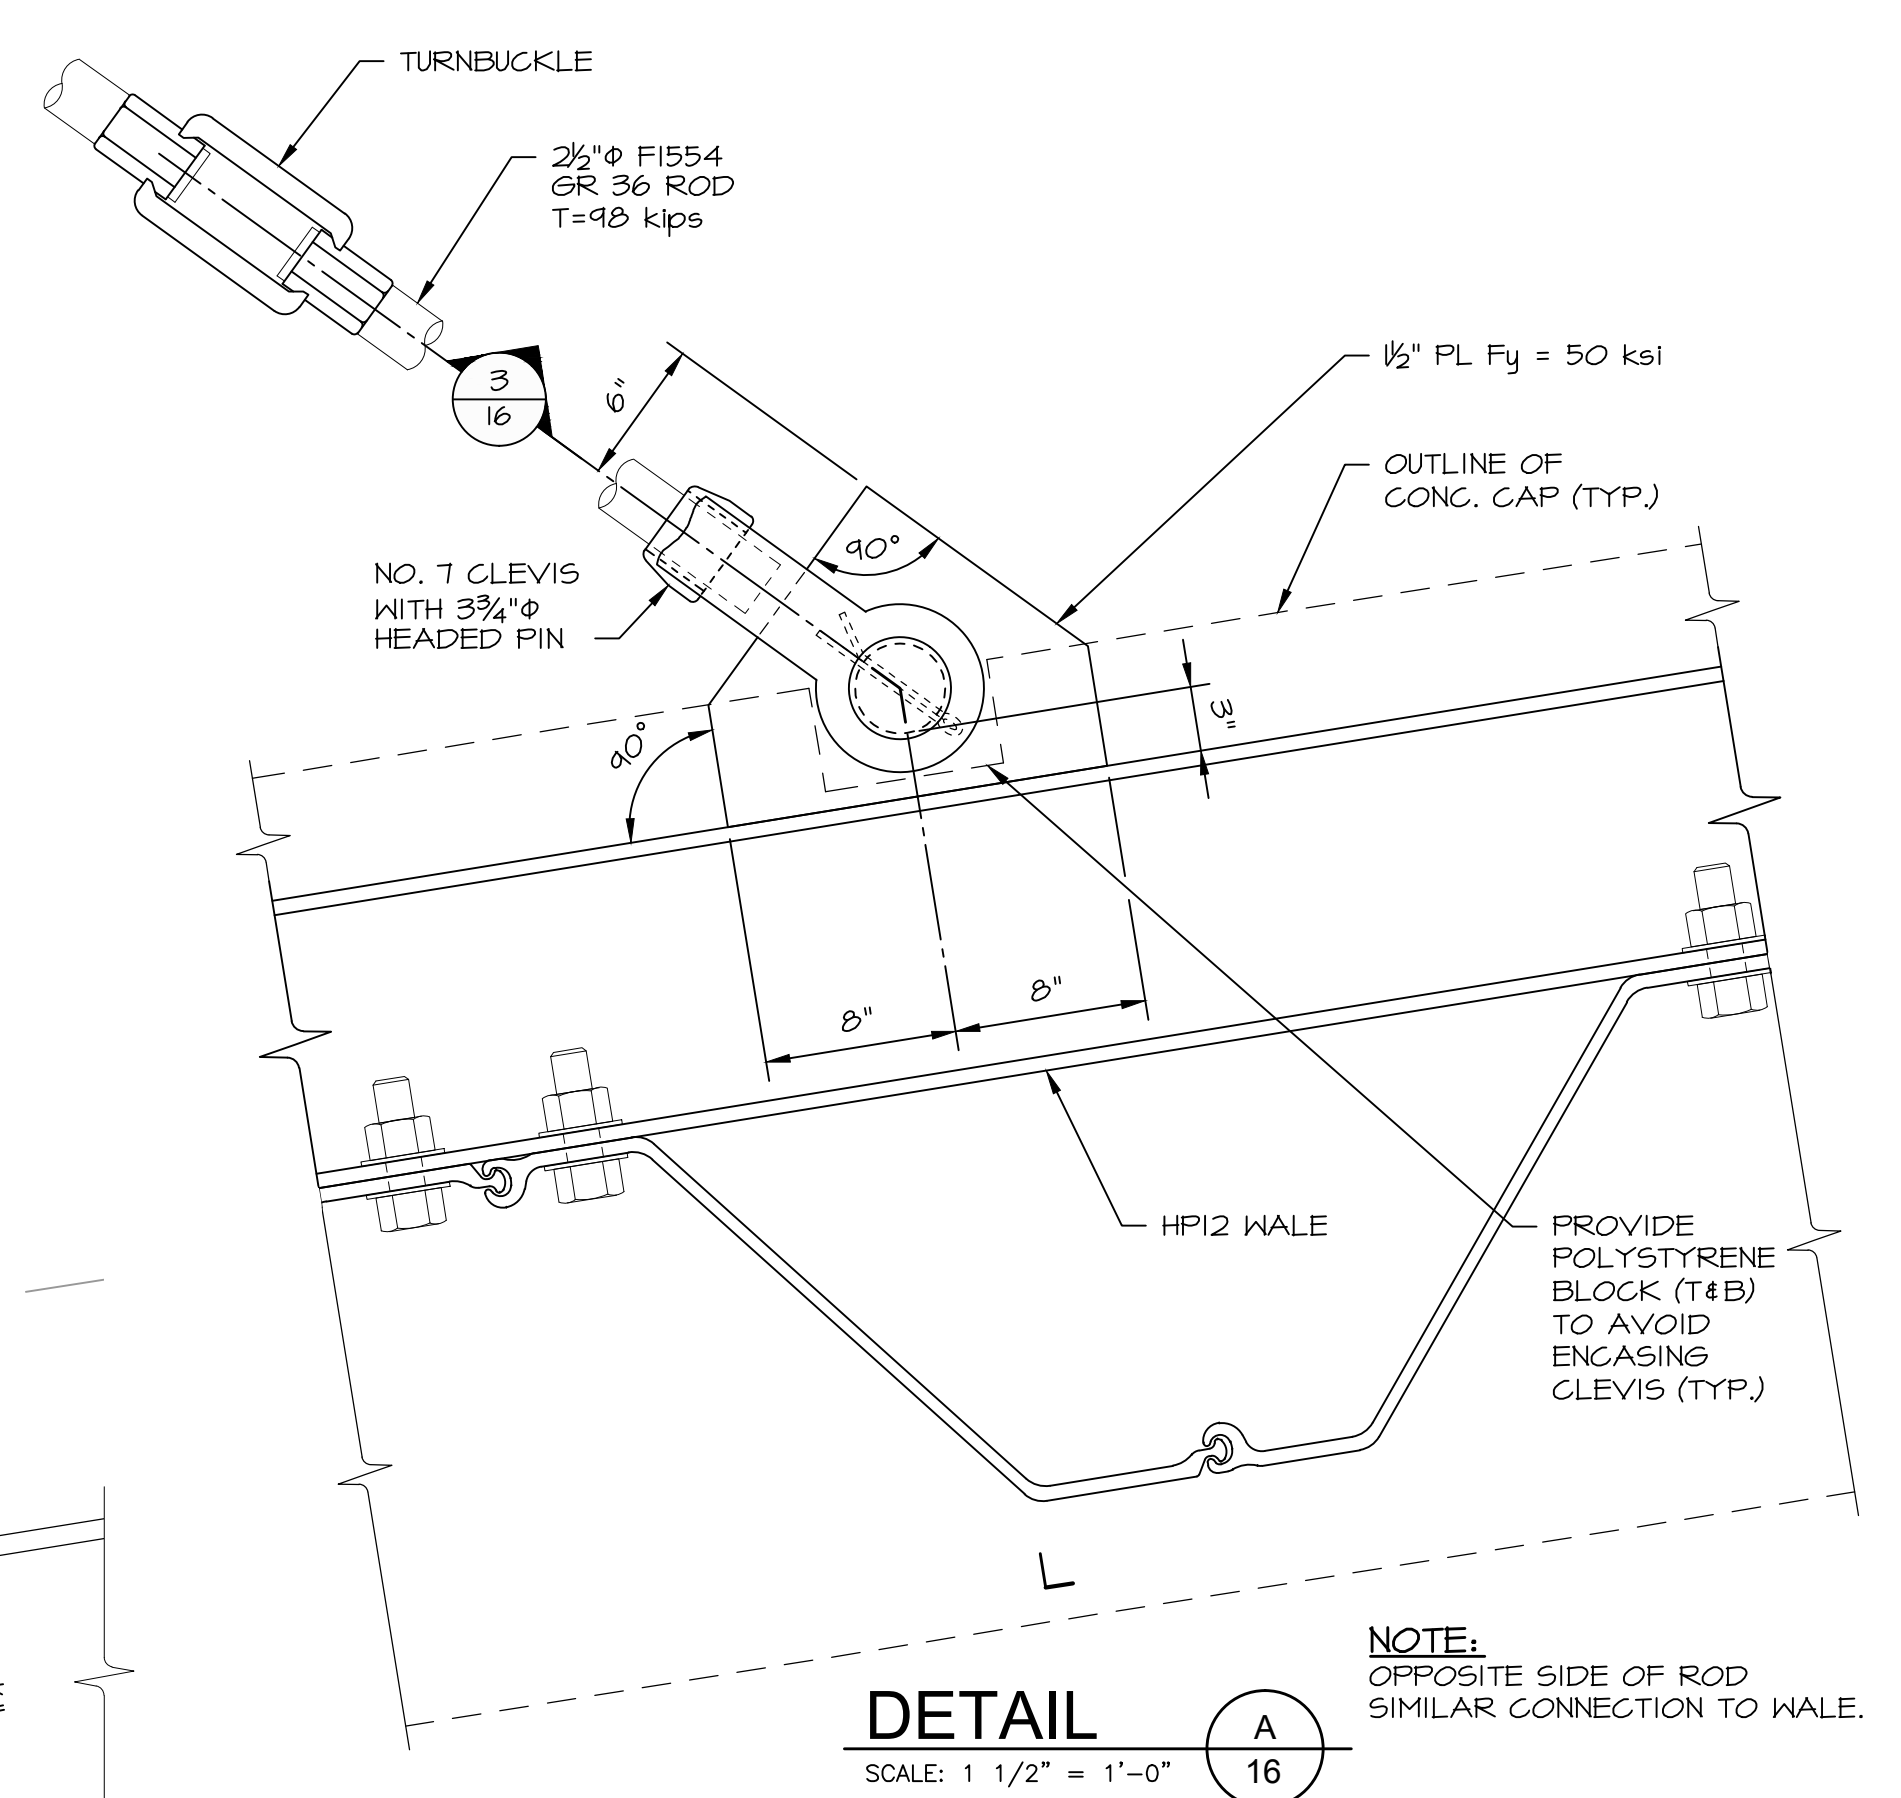 TURNBUCKLE
2½"Φ F1554
GR 36 ROD
T=98 kips
3
16
6"
1½" PL Fy = 50 ksi
OUTLINE OF
CONC. CAP (TYP.)
90°
NO. 7 CLEVIS
WITH 3¾"Φ
HEADED PIN
3"
90°
8"
8"
HP12 WALE
PROVIDE
POLYSTYRENE
BLOCK (T&B)
TO AVOID
ENCASING
CLEVIS (TYP.)
NOTE:
OPPOSITE SIDE OF ROD
SIMILAR CONNECTION TO WALE.
DETAIL
A
16
SCALE: 1 1/2" = 1'-0"